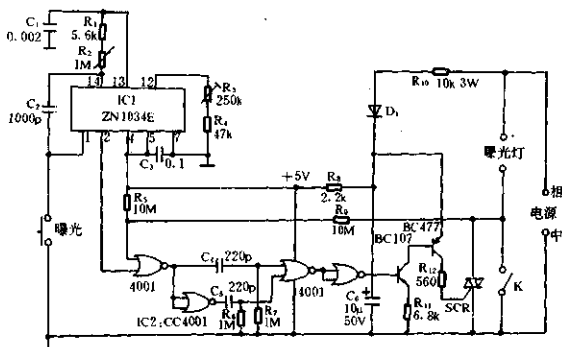 C₁
0.002
R₁
5.6k
R₂
1M
14 13 12
IC1
ZN1034E
1 2 4 5 7
C₂
1000p
R₃
250k
R₄
47k
C₃ 0.1
R₁₀ 10k 3W
D₁
曝光灯
相
电源
中
+5V
R₈
2.2k
R₅
10M
R₉
10M
BC477
BC107
曝光
4001
C₄ 220p
C₅ 220p
IC2:CC4001
R₆
1M
R₇
1M
4001
C₆
10μ
50V
R₁₂
560
R₁₁
6.8k
SCR
K